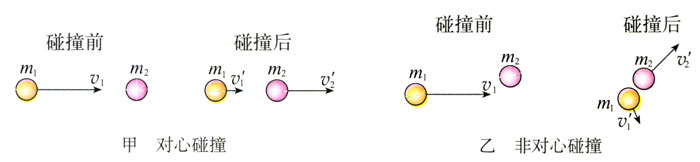 碰撞前 碰撞后
m₁ v₁ m₂ m₁ v₁′ m₂ v₂′
甲 对心碰撞
碰撞前 碰撞后
m₁ v₁ m₂ m₁ v₁′ m₂ v₂′
乙 非对心碰撞